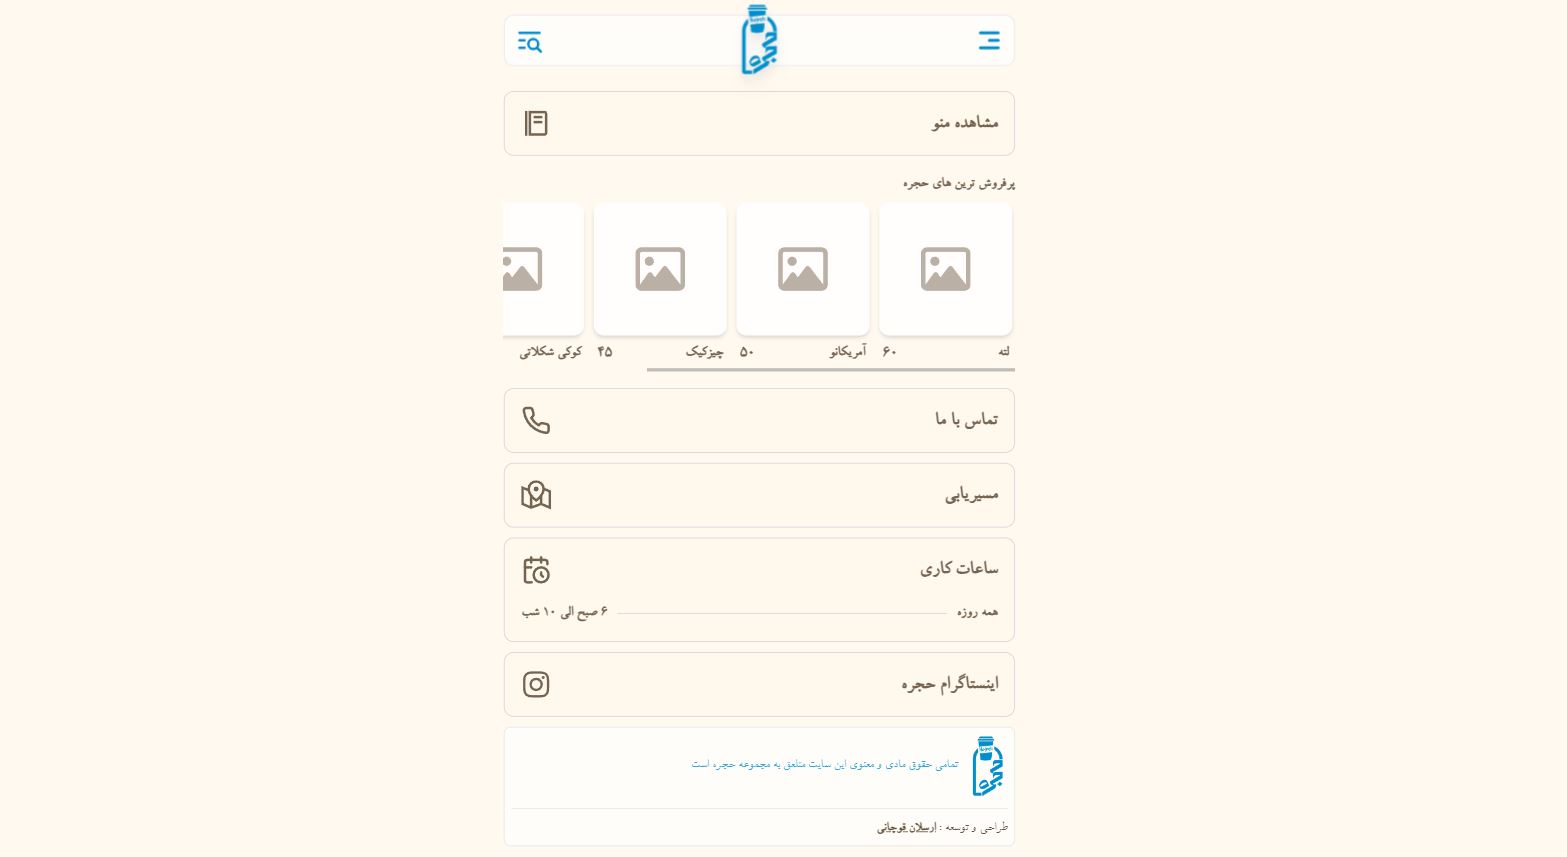 مشاهده منو
پرفروش ترین های حجره
لته ۶۰ آمریکانو ۵۰ چیزکیک ۴۵ کوکی شکلاتی
تماس با ما
مسیریابی
ساعات کاری
همه روزه ۶ صبح الی ۱۰ شب
اینستاگرام حجره
تمامی حقوق مادی و معنوی این سایت متلعق به مجموعه حجره است
طراحی و توسعه : ارسلان قوچانی